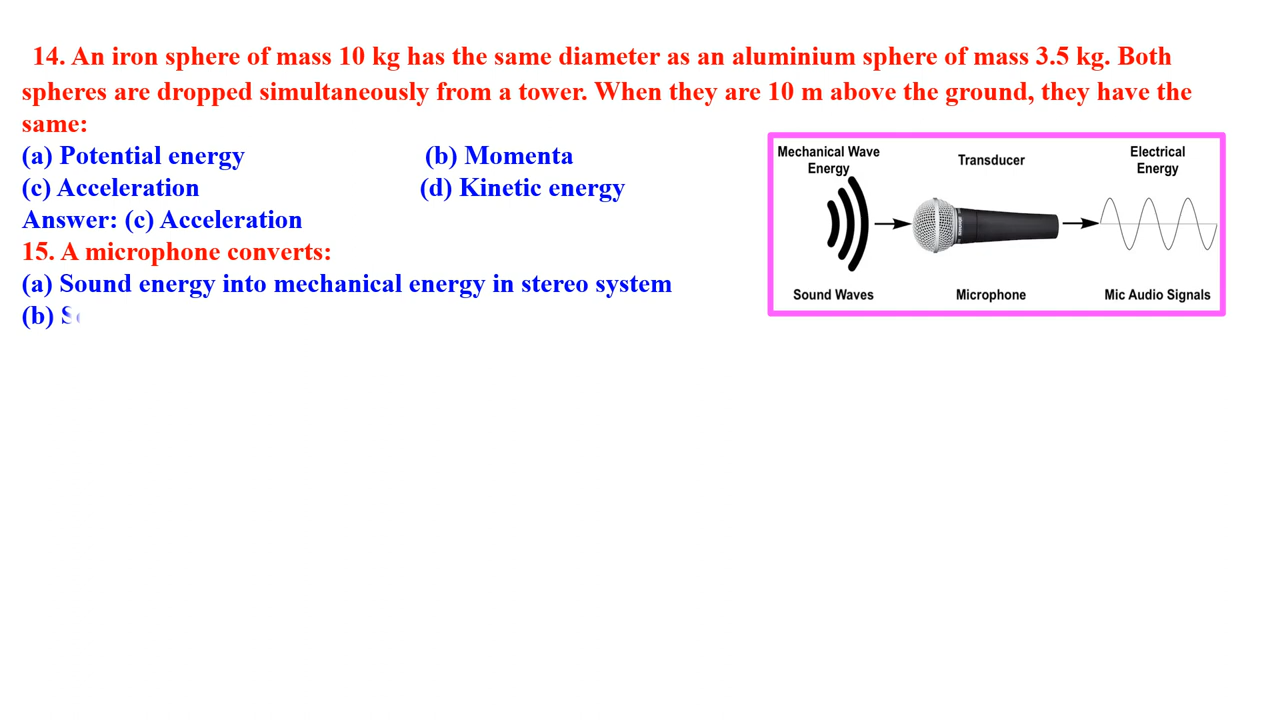 14. An iron sphere of mass 10 kg has the same diameter as an aluminium sphere of mass 3.5 kg. Both
spheres are dropped simultaneously from a tower. When they are 10 m above the ground, they have the
same:
(a) Potential energy (b) Momenta
(c) Acceleration (d) Kinetic energy
Answer: (c) Acceleration
15. A microphone converts:
(a) Sound energy into mechanical energy in stereo system
(b)
Mechanical Wave
Energy
Transducer
Electrical
Energy
Sound Waves
Microphone
Mic Audio Signals